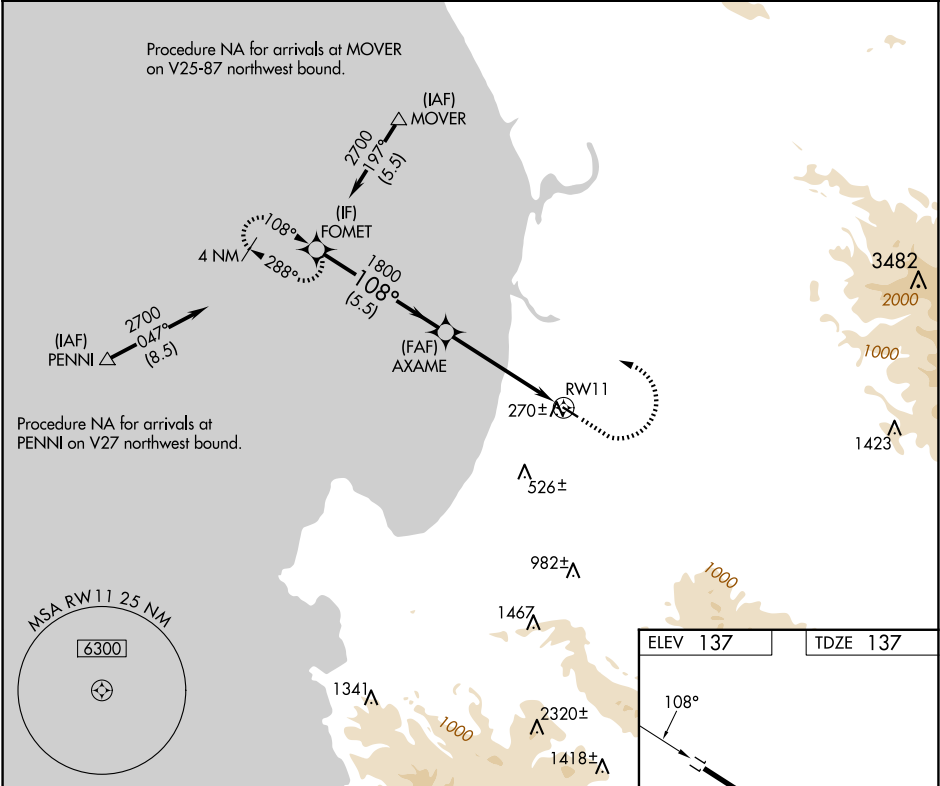 Procedure NA for arrivals at MOVER
on V25-87 northwest bound.
(IAF)
MOVER
2700
197°
(5.5)
(IF)
FOMET
108°
4 NM
288°
1800
108°
(5.5)
3482
2000
2700
047°
(8.5)
(IAF)
PENNI
(FAF)
AXAME
1000
RW11
270±
Procedure NA for arrivals at
PENNI on V27 northwest bound.
1423
526±
982±
1000
1467
MSA RW11 25 NM
6300
ELEV 137
TDZE 137
1341
108°
1000
2320±
1418±